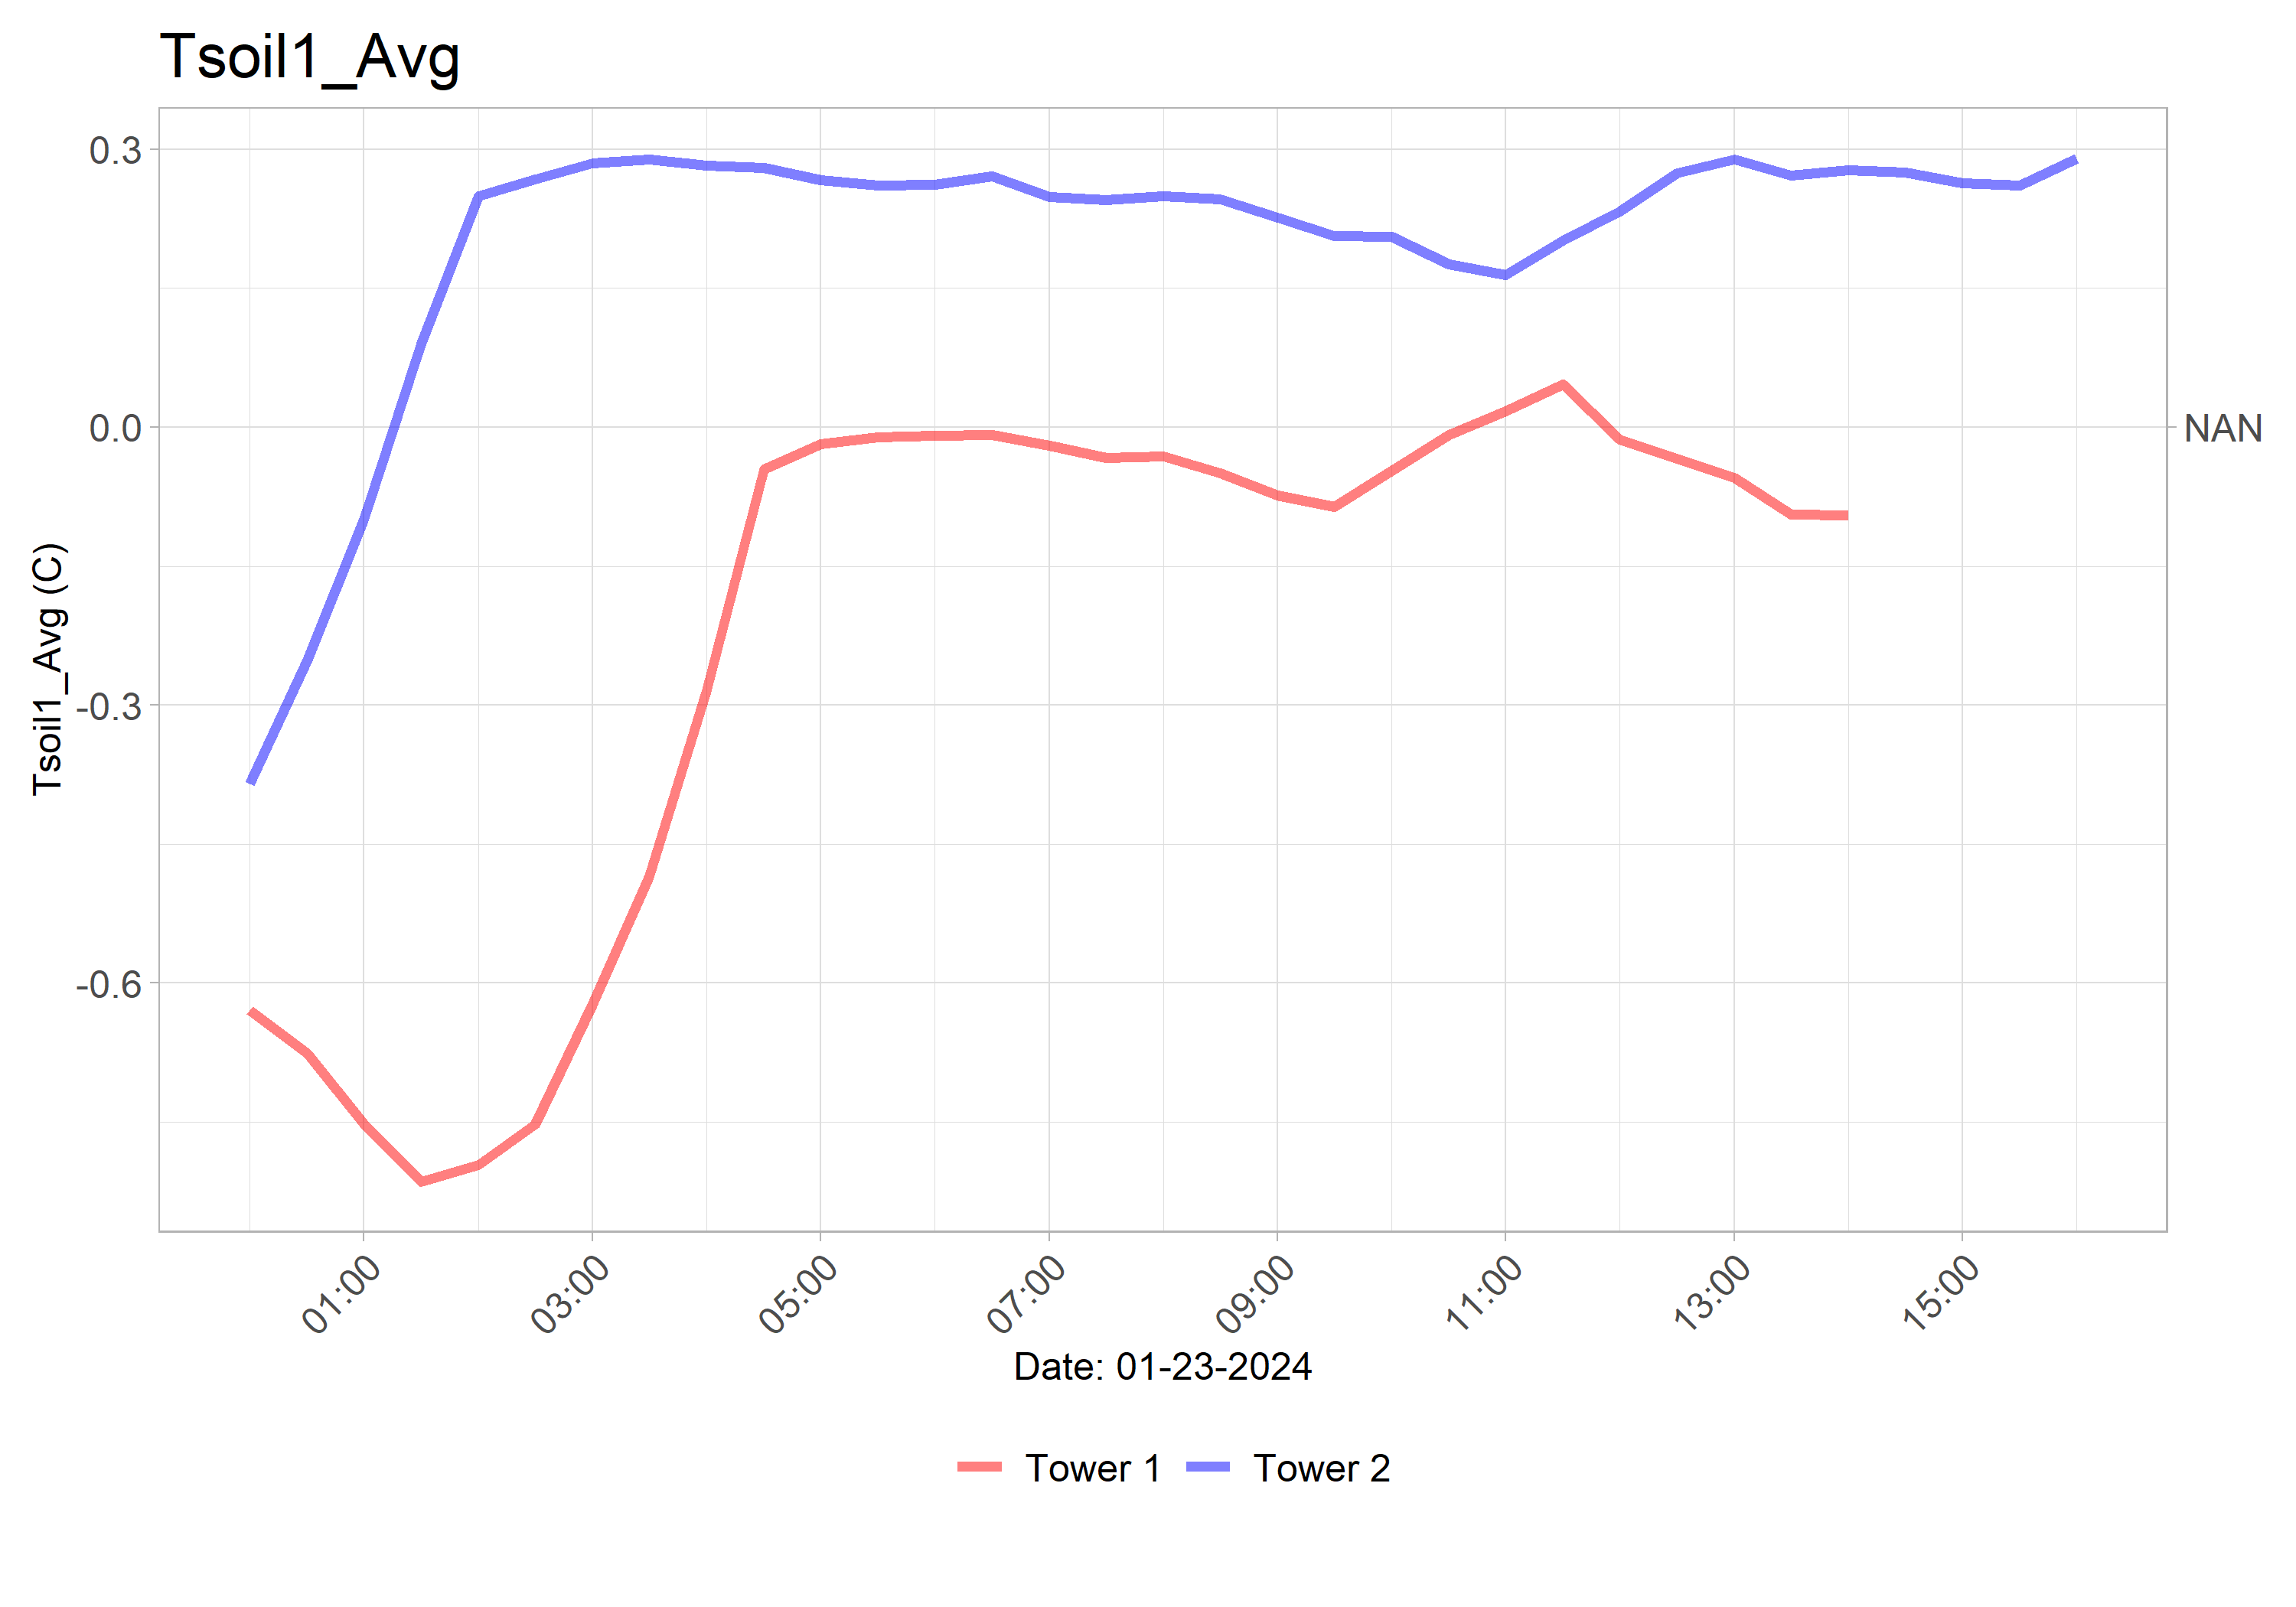 Tsoil1_Avg
0.3
0.0
-0.3
-0.6
NAN
Tsoil1_Avg (C)
01:00 03:00 05:00 07:00 09:00 11:00 13:00 15:00
Date: 01-23-2024
Tower 1 Tower 2